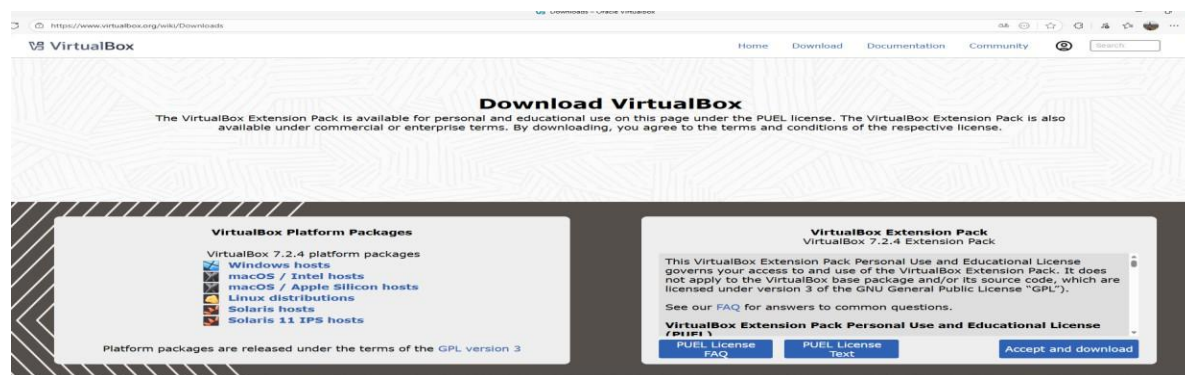 Downloads – Oracle VirtualBox
https://www.virtualbox.org/wiki/Downloads
VirtualBox
Home Download Documentation Community Search
Download VirtualBox
The VirtualBox Extension Pack is available for personal and educational use on this page under the PUEL license. The VirtualBox Extension Pack is also
available under commercial or enterprise terms. By downloading, you agree to the terms and conditions of the respective license.
VirtualBox Platform Packages
VirtualBox 7.2.4 platform packages
Windows hosts
macOS / Intel hosts
macOS / Apple Silicon hosts
Linux distributions
Solaris hosts
Solaris 11 IPS hosts
Platform packages are released under the terms of the GPL version 3
VirtualBox Extension Pack
VirtualBox 7.2.4 Extension Pack
This VirtualBox Extension Pack Personal Use and Educational License
governs your access to and use of the VirtualBox Extension Pack. It does
not apply to the VirtualBox base package and/or its source code, which are
licensed under version 3 of the GNU General Public License “GPL”).
See our FAQ for answers to common questions.
VirtualBox Extension Pack Personal Use and Educational License
(PUEL)
PUEL License
FAQ
PUEL License
Text
Accept and download